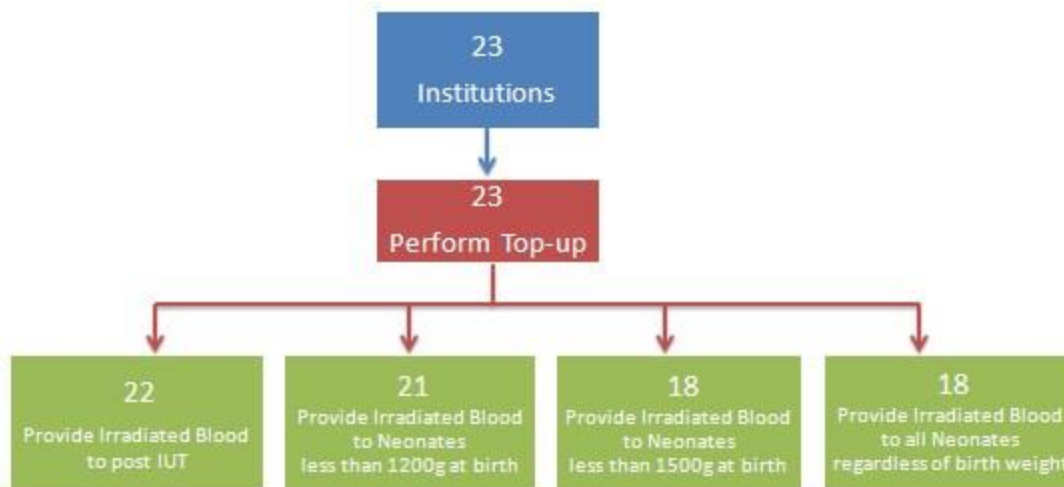 23
Institutions
23
Perform Top-up
22
Provide Irradiated Blood
to post IUT
21
Provide Irradiated Blood
to Neonates
less than 1200g at birth
18
Provide Irradiated Blood
to Neonates
less than 1500g at birth
18
Provide Irradiated Blood
to all Neonates
regardless of birth weight